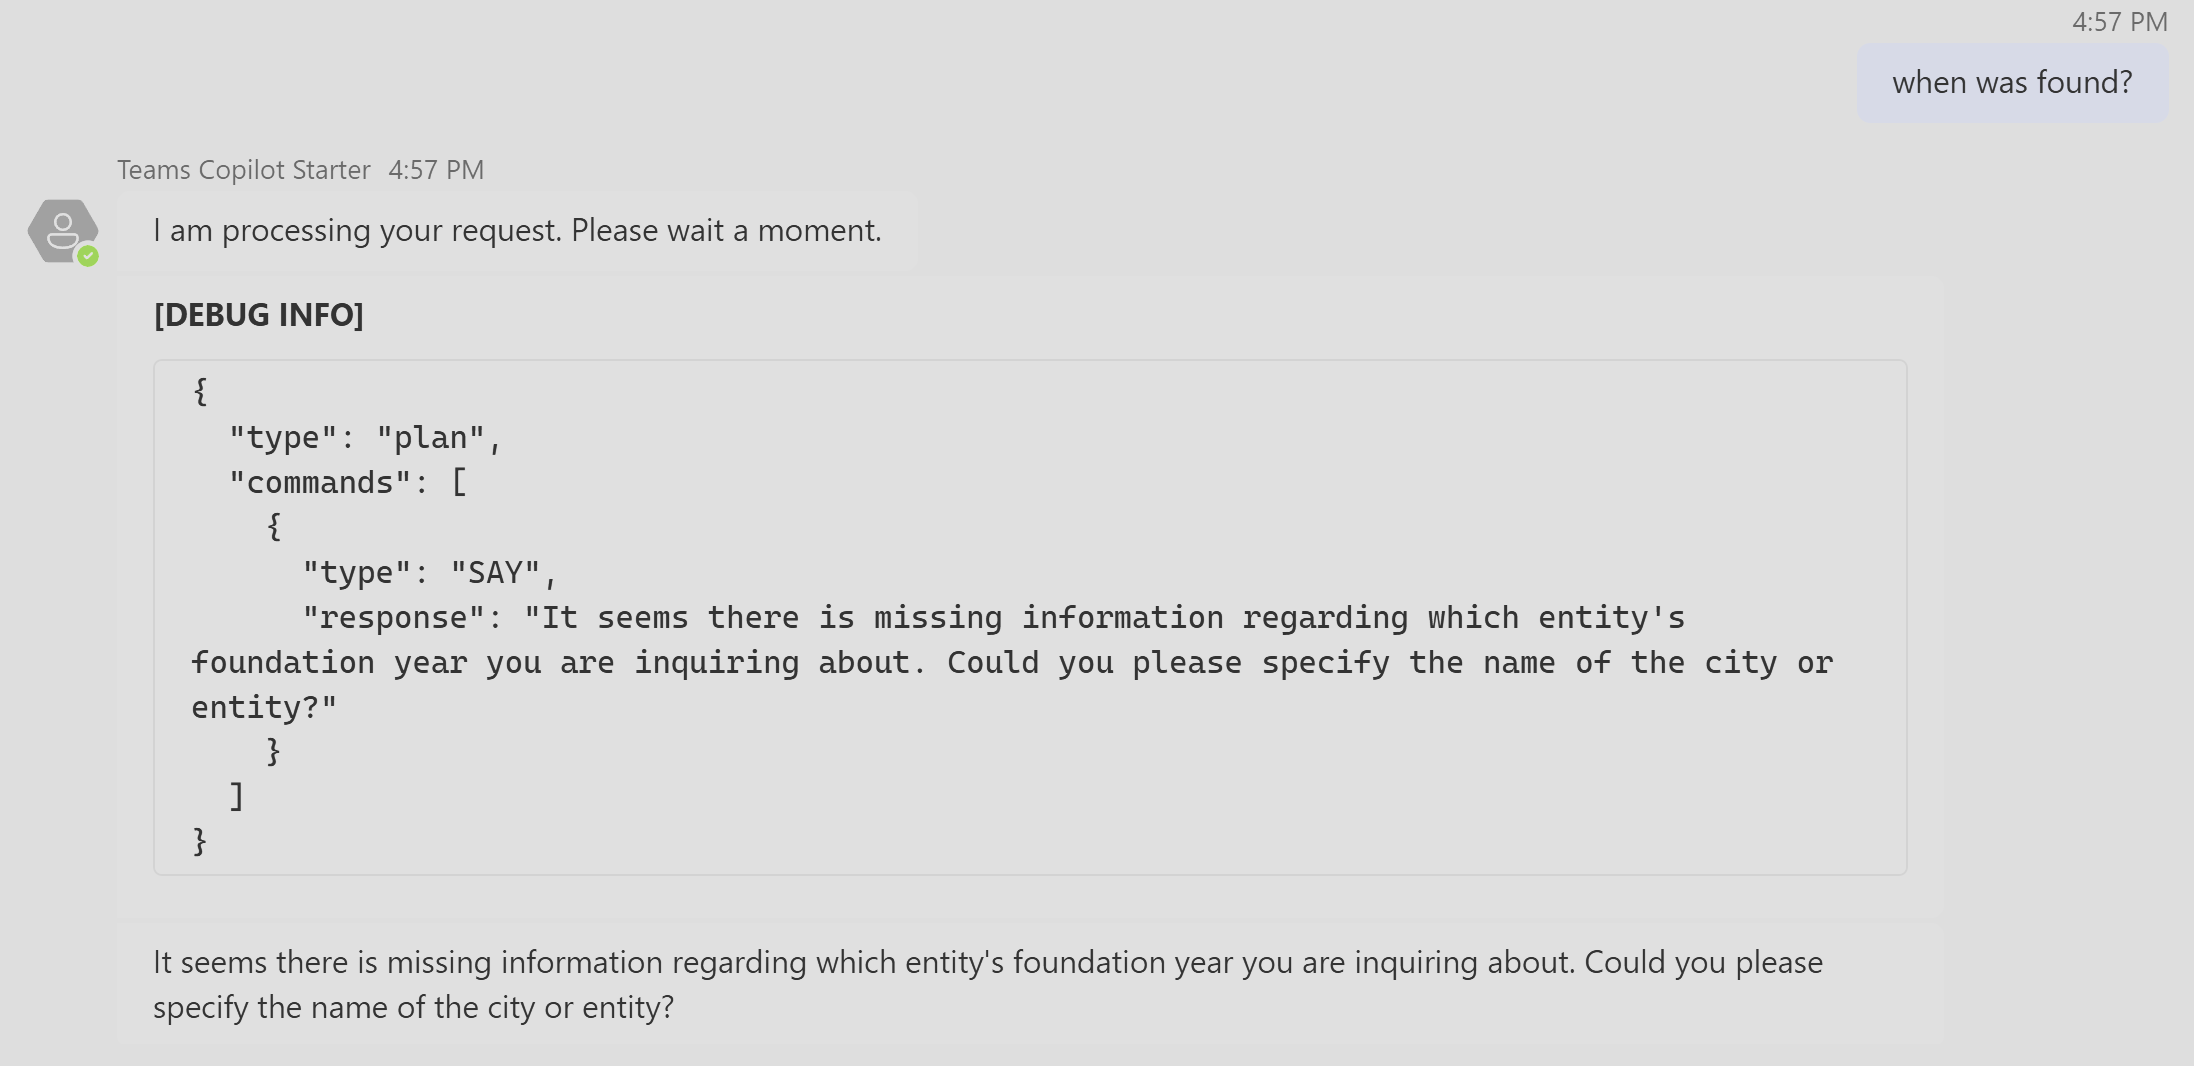 4:57 PM
when was found?
Teams Copilot Starter 4:57 PM
I am processing your request. Please wait a moment.
[DEBUG INFO]
{
  "type": "plan",
  "commands": [
    {
      "type": "SAY",
      "response": "It seems there is missing information regarding which entity's
foundation year you are inquiring about. Could you please specify the name of the city or
entity?"
    }
  ]
}
It seems there is missing information regarding which entity's foundation year you are inquiring about. Could you please
specify the name of the city or entity?